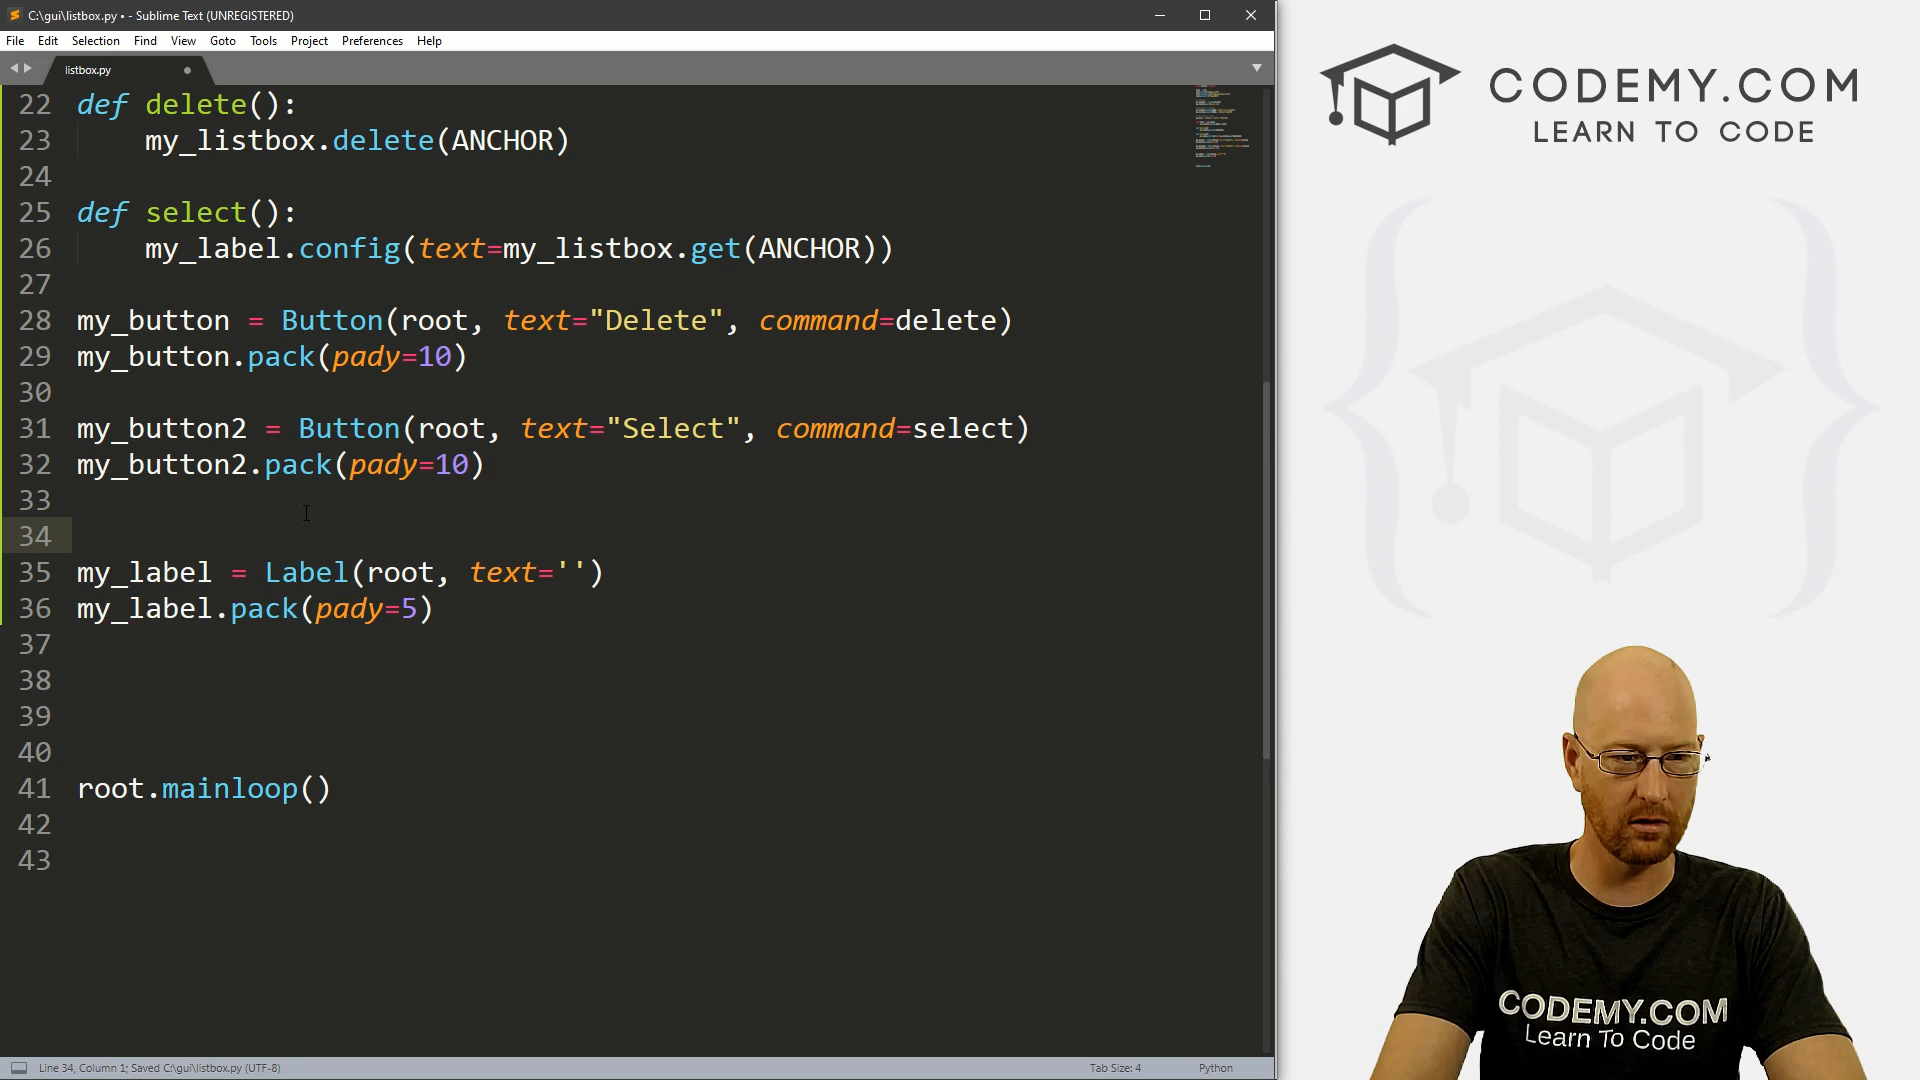 C:\gui\listbox.py • - Sublime Text (UNREGISTERED)
File Edit Selection Find View Goto Tools Project Preferences Help
listbox.py
22 def delete():
23 my_listbox.delete(ANCHOR)
24
25 def select():
26 my_label.config(text=my_listbox.get(ANCHOR))
27
28 my_button = Button(root, text="Delete", command=delete)
29 my_button.pack(pady=10)
30
31 my_button2 = Button(root, text="Select", command=select)
32 my_button2.pack(pady=10)
33
34
35 my_label = Label(root, text='')
36 my_label.pack(pady=5)
37
38
39
40
41 root.mainloop()
42
43
Line 34, Column 1; Saved C:\gui\listbox.py (UTF-8)
Tab Size: 4
Python
CODEMY.COM
LEARN TO CODE
CODEMY.COM
Learn To Code